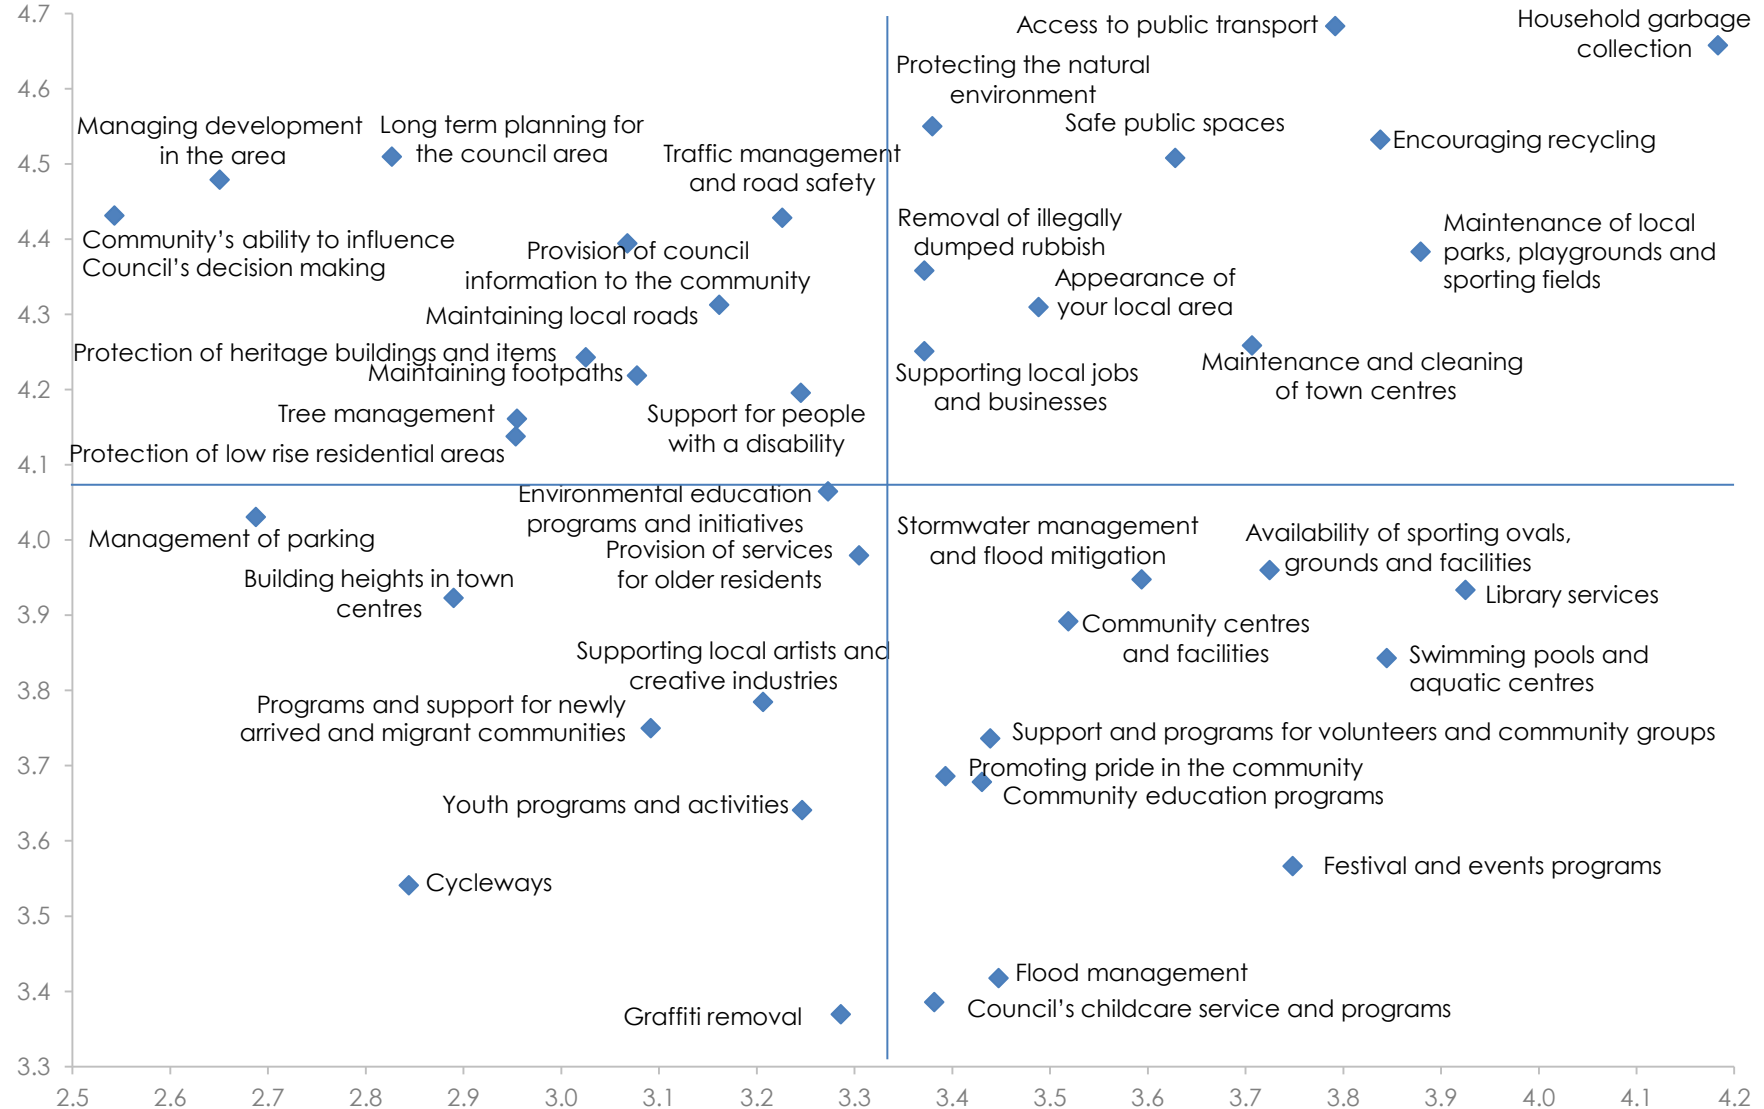 4.7
Access to public transport
Household garbage
collection
Protecting the natural
environment
4.6
Managing development
in the area
Long term planning for
the council area
Safe public spaces
Encouraging recycling
Traffic management
and road safety
4.5
Removal of illegally
dumped rubbish
Maintenance of local
parks, playgrounds and
sporting fields
4.4
Community’s ability to influence
Council’s decision making
Provision of council
information to the community
Appearance of
your local area
4.3
Maintaining local roads
Protection of heritage buildings and items
Maintaining footpaths
Supporting local jobs
and businesses
Maintenance and cleaning
of town centres
4.2
Tree management
Support for people
with a disability
Protection of low rise residential areas
4.1
Environmental education
programs and initiatives
Stormwater management
and flood mitigation
Availability of sporting ovals,
grounds and facilities
4.0
Management of parking
Provision of services
for older residents
Building heights in town
centres
Library services
3.9
Community centres
and facilities
Supporting local artists and
creative industries
Swimming pools and
aquatic centres
3.8
Programs and support for newly
arrived and migrant communities
Support and programs for volunteers and community groups
3.7
Promoting pride in the community
Community education programs
Youth programs and activities
3.6
Festival and events programs
Cycleways
3.5
Flood management
3.4
Council’s childcare service and programs
Graffiti removal
3.3
2.5 2.6 2.7 2.8 2.9 3.0 3.1 3.2 3.3 3.4 3.5 3.6 3.7 3.8 3.9 4.0 4.1 4.2